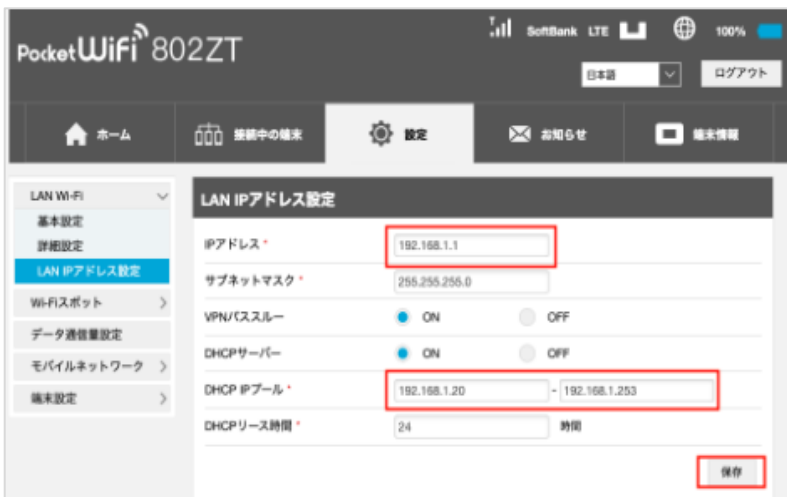 Pocket WiFi 802ZT
SoftBank LTE 100%
日本語 ログアウト
ホーム 接続中の端末 設定 お知らせ 端末情報
LAN Wi-Fi
基本設定
詳細設定
LAN IPアドレス設定
Wi-Fiスポット
データ通信量設定
モバイルネットワーク
端末設定
LAN IPアドレス設定
IPアドレス * 192.168.1.1
サブネットマスク * 255.255.255.0
VPNパススルー ON OFF
DHCPサーバー ON OFF
DHCP IPプール * 192.168.1.20 - 192.168.1.253
DHCPリース時間 * 24 時間
保存